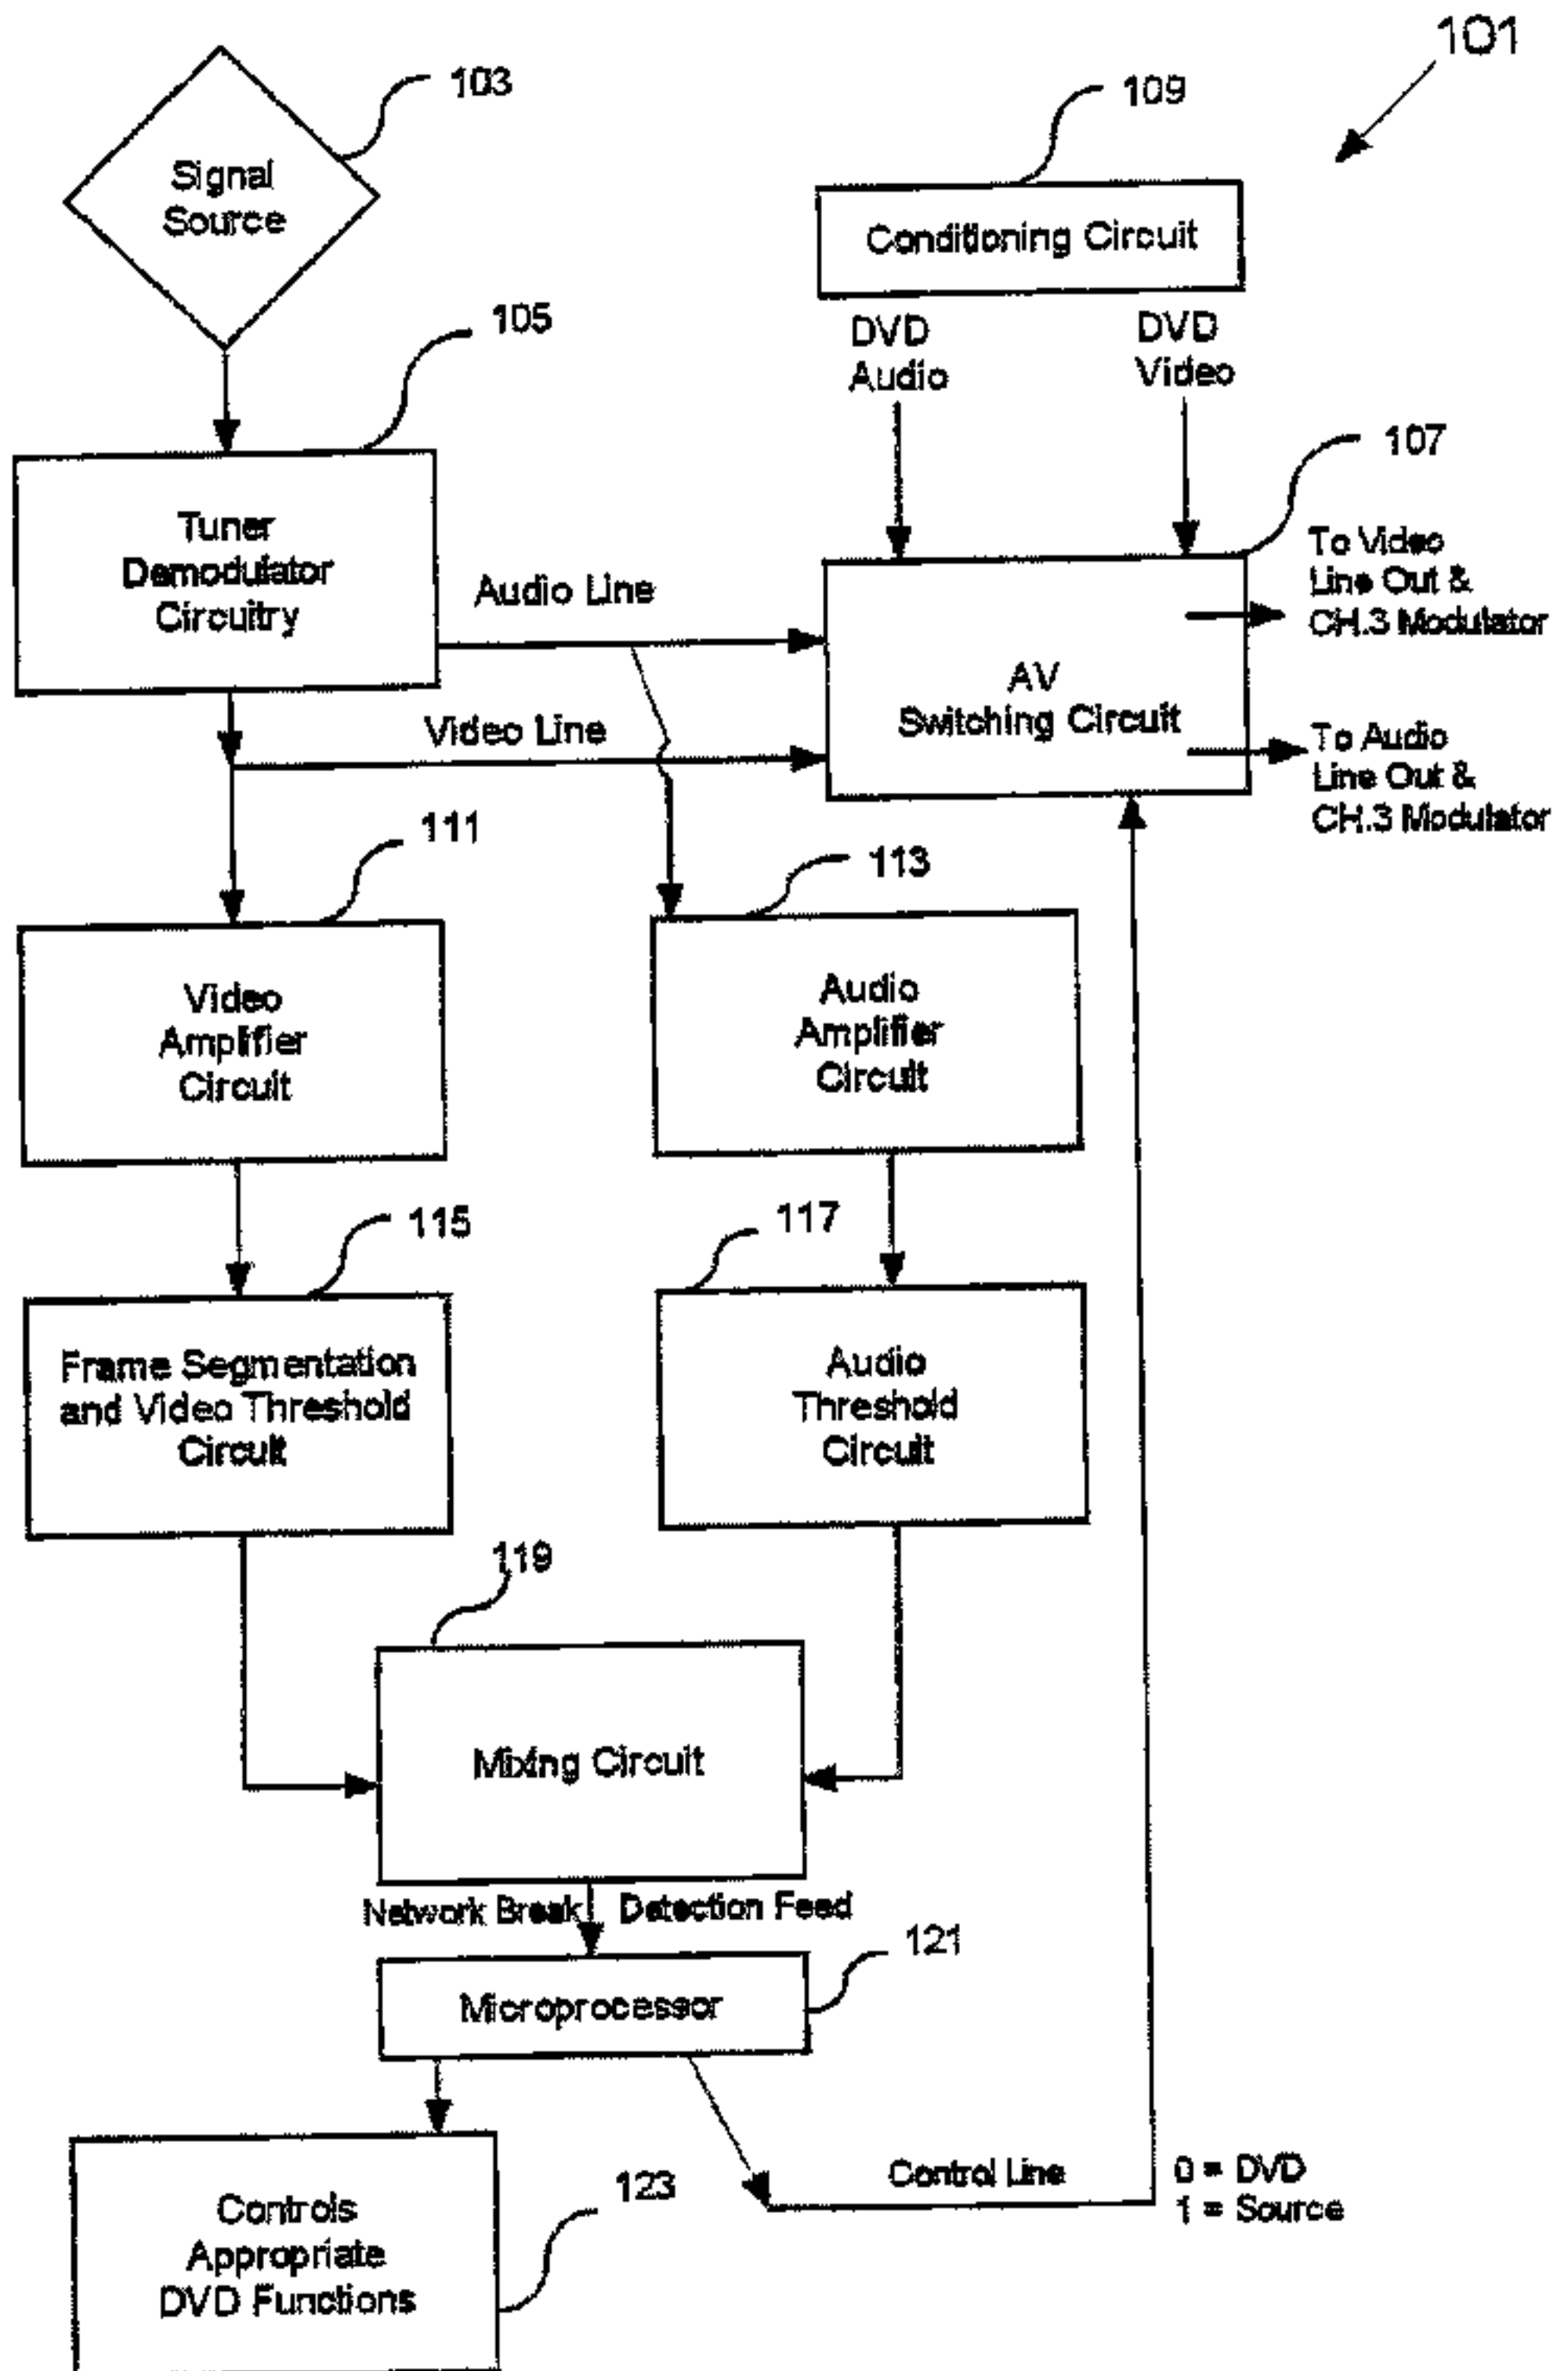 101
103
Signal
Source
109
Conditioning Circuit
DVD
Audio
DVD
Video
105
107
Tuner
Demodulator
Circuitry
Audio Line
Video Line
AV
Switching Circuit
To Video
Line Out &
CH.3 Modulator
To Audio
Line Out &
CH.3 Modulator
111
113
Video
Amplifier
Circuit
Audio
Amplifier
Circuit
115
117
Frame Segmentation
and Video Threshold
Circuit
Audio
Threshold
Circuit
119
Mixing Circuit
Network Break
Detection Feed
121
Microprocessor
Control Line
0 = DVD
1 = Source
123
Controls
Appropriate
DVD Functions